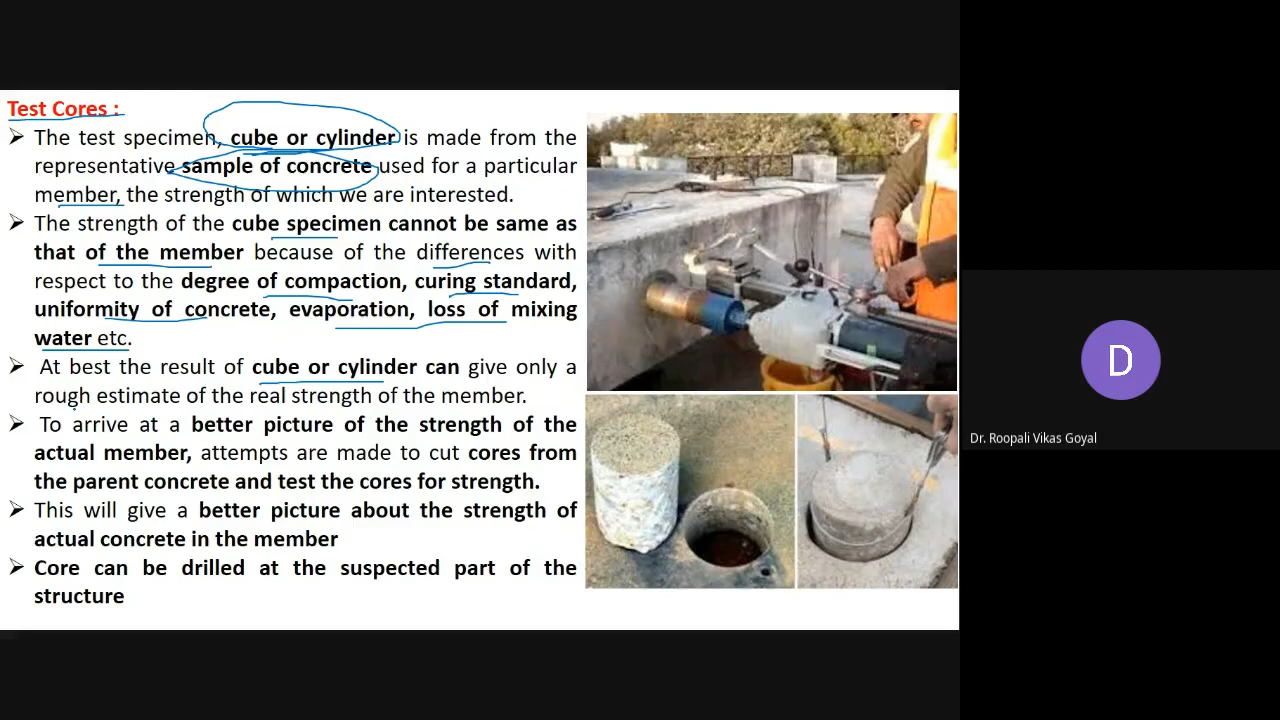 Test Cores :
➢ The test specimen, cube or cylinder is made from the
representative sample of concrete used for a particular
member, the strength of which we are interested.
➢ The strength of the cube specimen cannot be same as
that of the member because of the differences with
respect to the degree of compaction, curing standard,
uniformity of concrete, evaporation, loss of mixing
water etc.
➢ At best the result of cube or cylinder can give only a
rough estimate of the real strength of the member.
➢ To arrive at a better picture of the strength of the
actual member, attempts are made to cut cores from
the parent concrete and test the cores for strength.
➢ This will give a better picture about the strength of
actual concrete in the member
➢ Core can be drilled at the suspected part of the
structure
D
Dr. Roopali Vikas Goyal